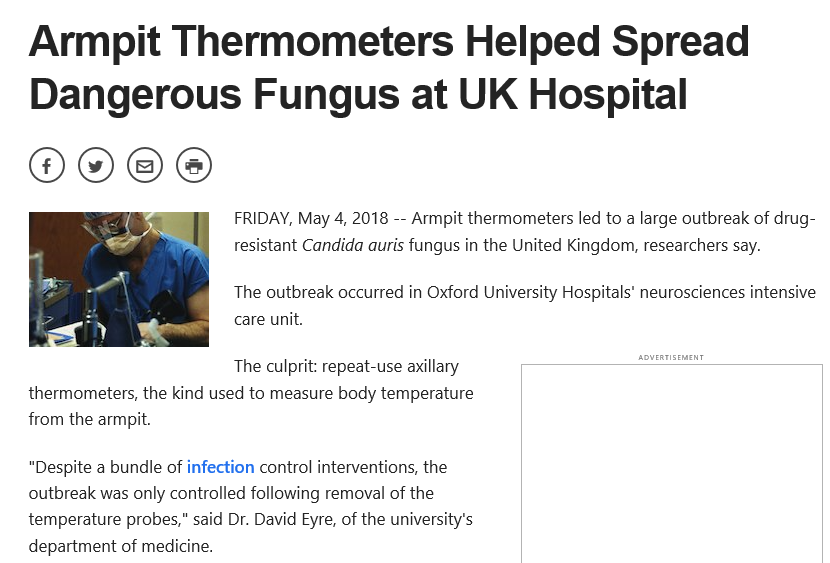 Armpit Thermometers Helped Spread
Dangerous Fungus at UK Hospital
FRIDAY, May 4, 2018 -- Armpit thermometers led to a large outbreak of drug-
resistant Candida auris fungus in the United Kingdom, researchers say.
The outbreak occurred in Oxford University Hospitals' neurosciences intensive
care unit.
ADVERTISEMENT
The culprit: repeat-use axillary
thermometers, the kind used to measure body temperature
from the armpit.
"Despite a bundle of infection control interventions, the
outbreak was only controlled following removal of the
temperature probes," said Dr. David Eyre, of the university's
department of medicine.